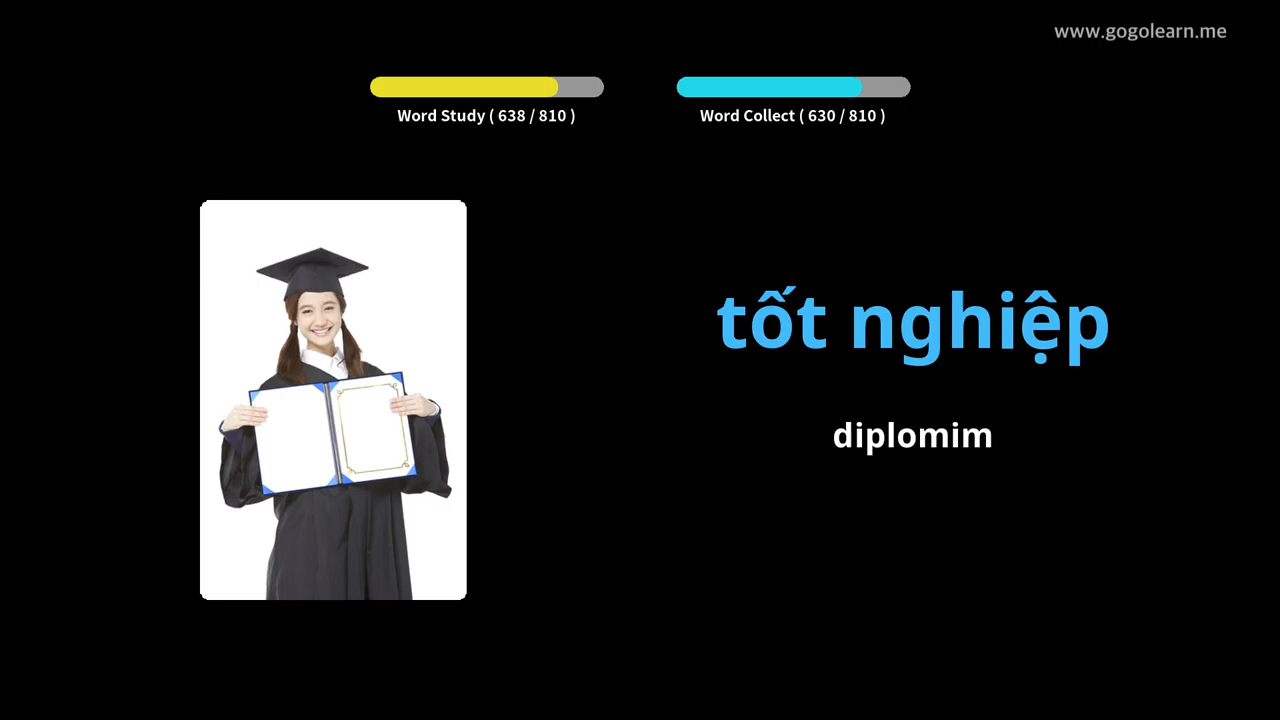 www.gogolearn.me
Word Study ( 638 / 810 )
Word Collect ( 630 / 810 )
tốt nghiệp
diplomim